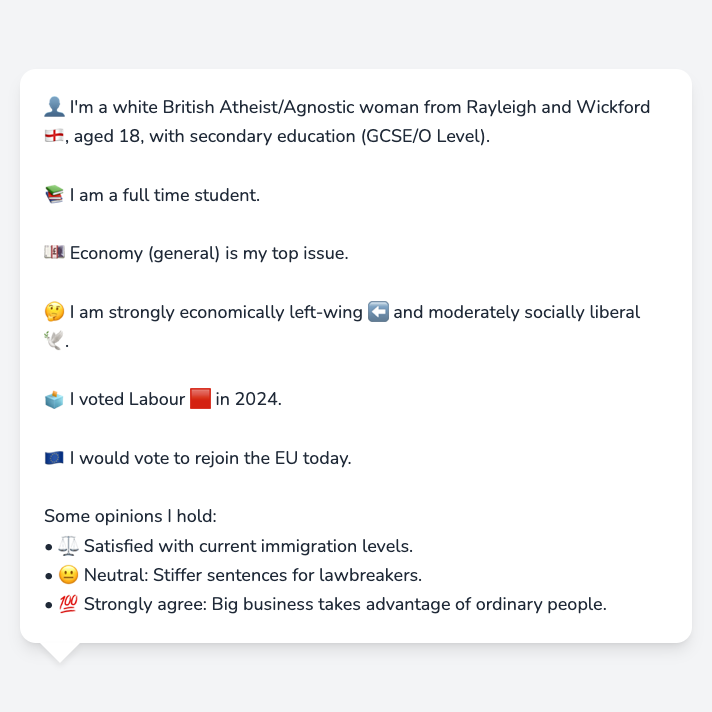 👤 I'm a white British Atheist/Agnostic woman from Rayleigh and Wickford
🏴󠁧󠁢󠁥󠁮󠁧󠁿, aged 18, with secondary education (GCSE/O Level).
📚 I am a full time student.
💷 Economy (general) is my top issue.
🤔 I am strongly economically left-wing ⬅️ and moderately socially liberal
🕊️.
🗳️ I voted Labour 🟥 in 2024.
🇪🇺 I would vote to rejoin the EU today.
Some opinions I hold:
• ⚖️ Satisfied with current immigration levels.
• 😐 Neutral: Stiffer sentences for lawbreakers.
• 💯 Strongly agree: Big business takes advantage of ordinary people.